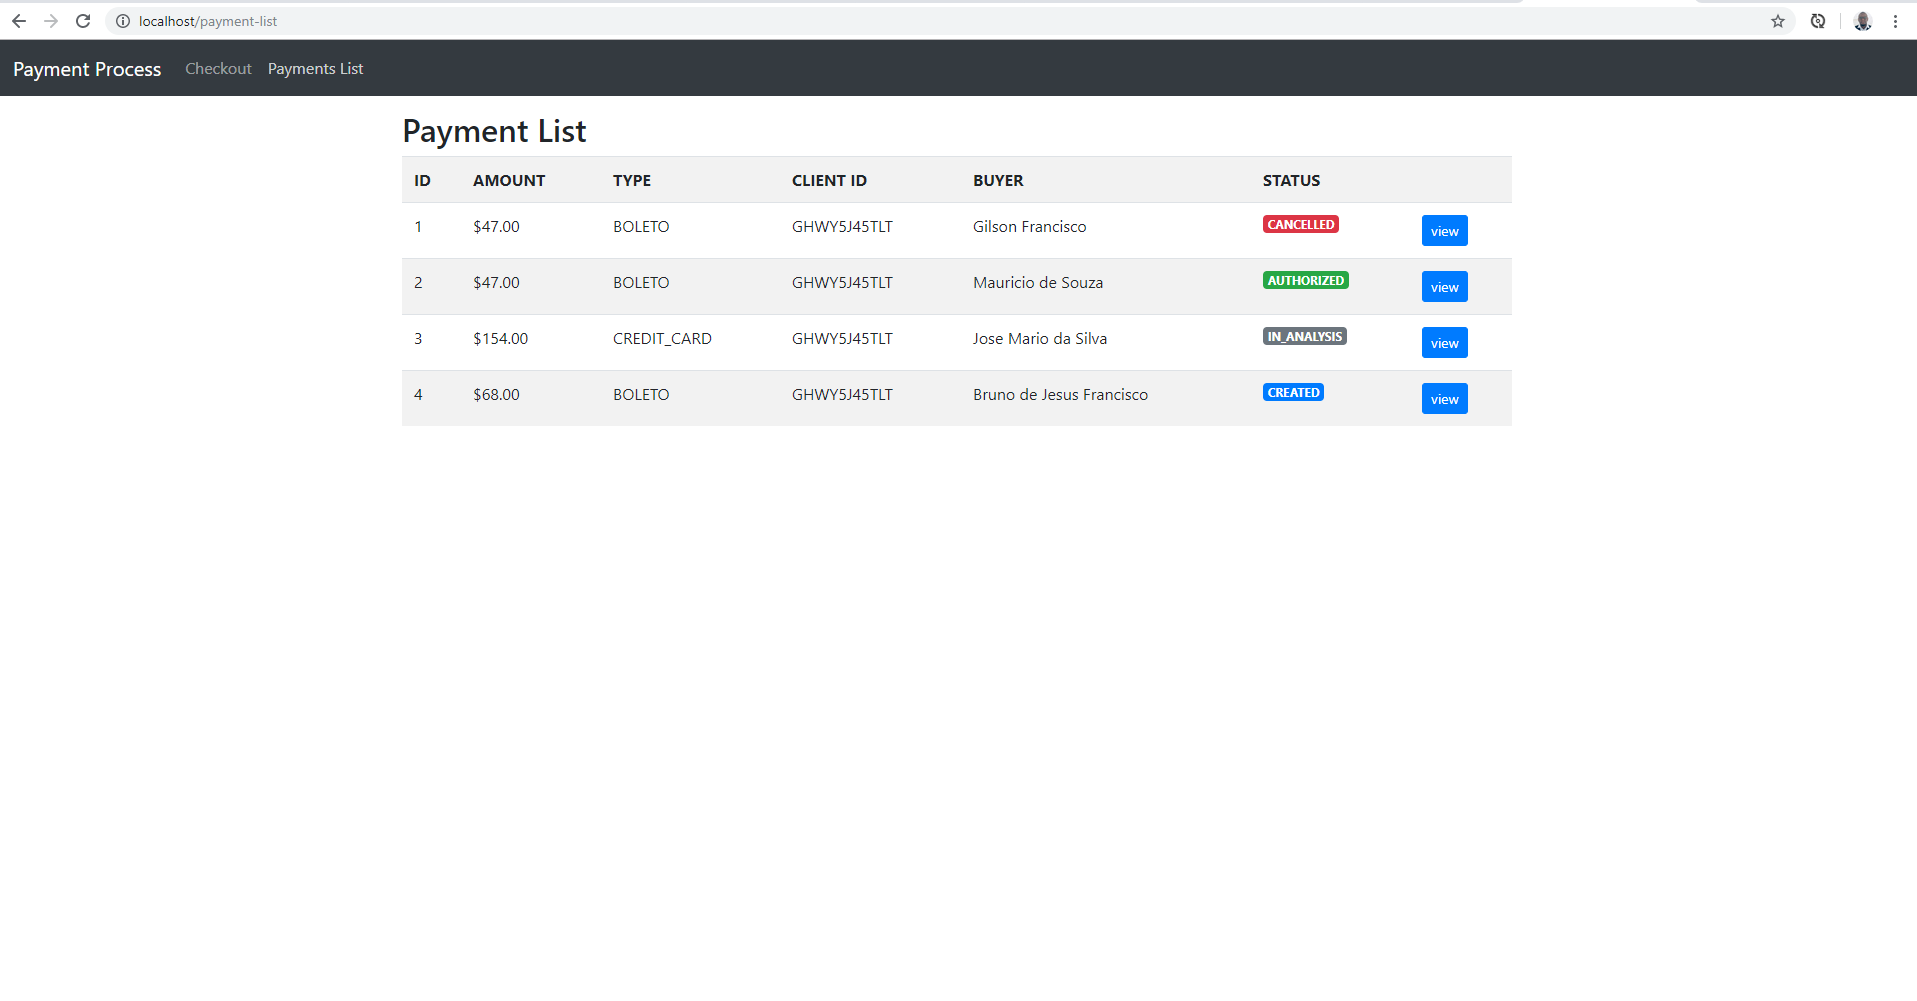 localhost/payment-list
Payment Process Checkout Payments List
Payment List
ID AMOUNT TYPE CLIENT ID BUYER STATUS
1 $47.00 BOLETO GHWY5J45TLT Gilson Francisco CANCELLED view
2 $47.00 BOLETO GHWY5J45TLT Mauricio de Souza AUTHORIZED view
3 $154.00 CREDIT_CARD GHWY5J45TLT Jose Mario da Silva IN_ANALYSIS view
4 $68.00 BOLETO GHWY5J45TLT Bruno de Jesus Francisco CREATED view